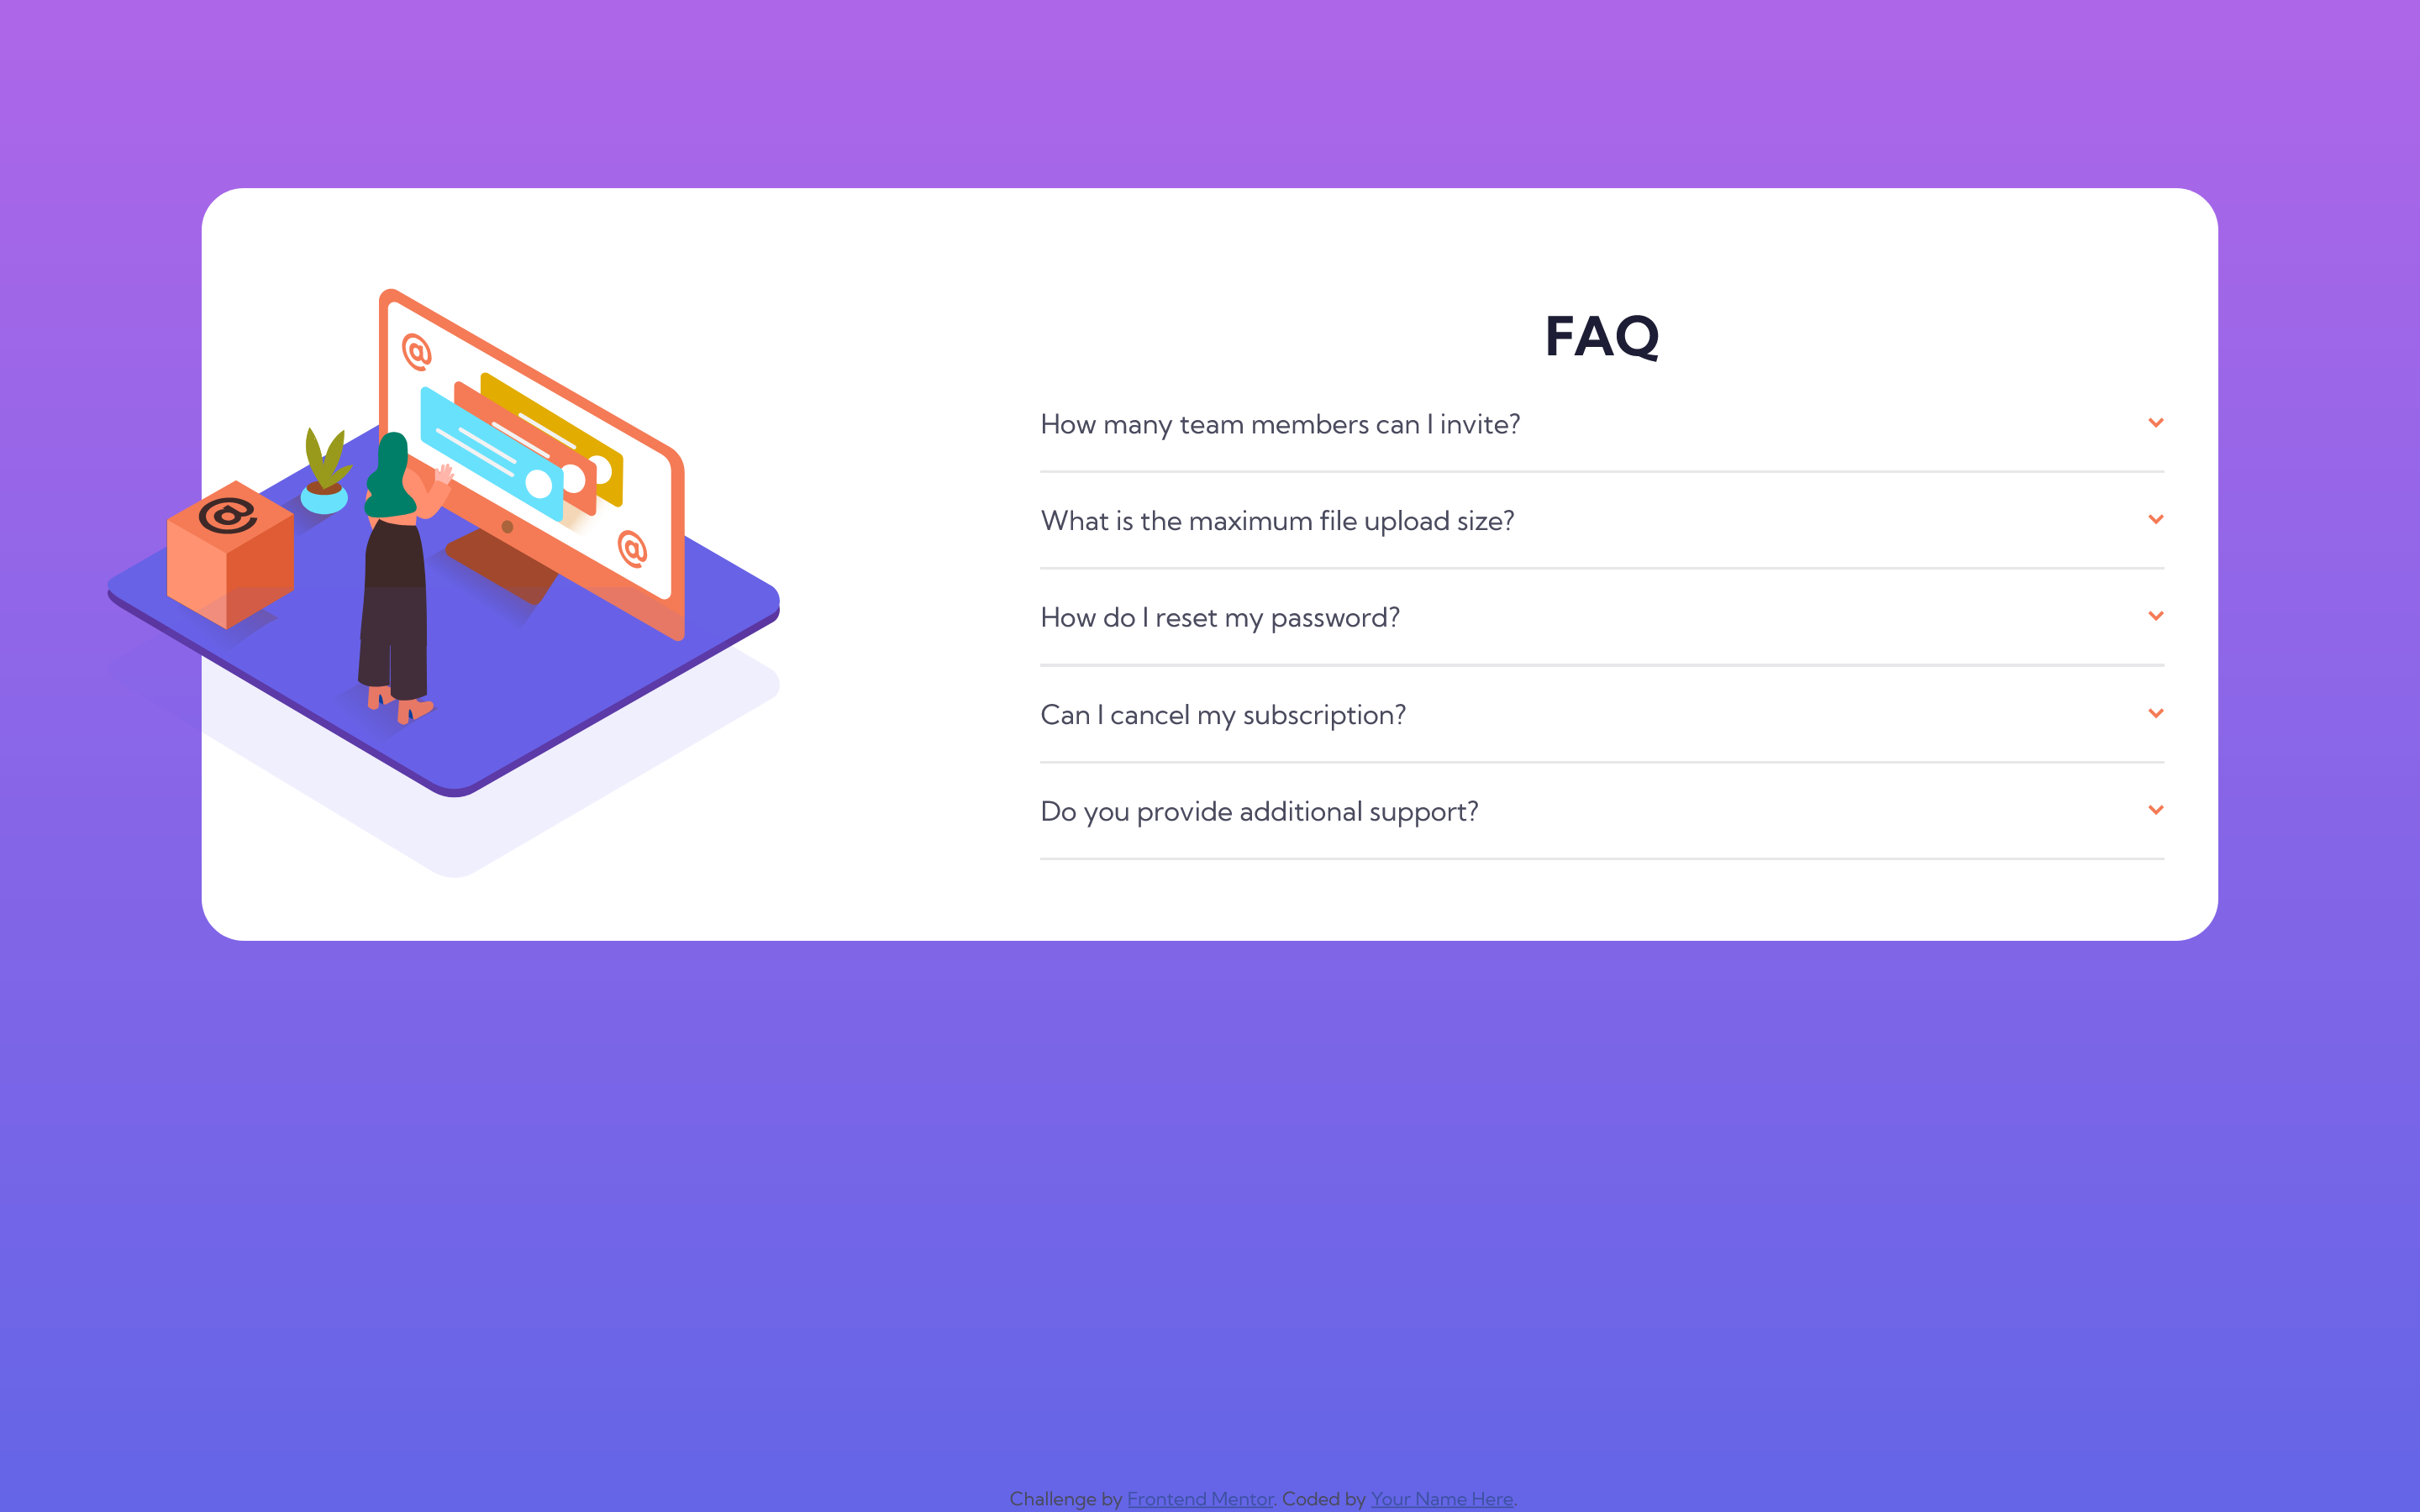 @
@
@
FAQ
How many team members can I invite?
What is the maximum file upload size?
How do I reset my password?
Can I cancel my subscription?
Do you provide additional support?
Challenge by Frontend Mentor. Coded by Your Name Here.